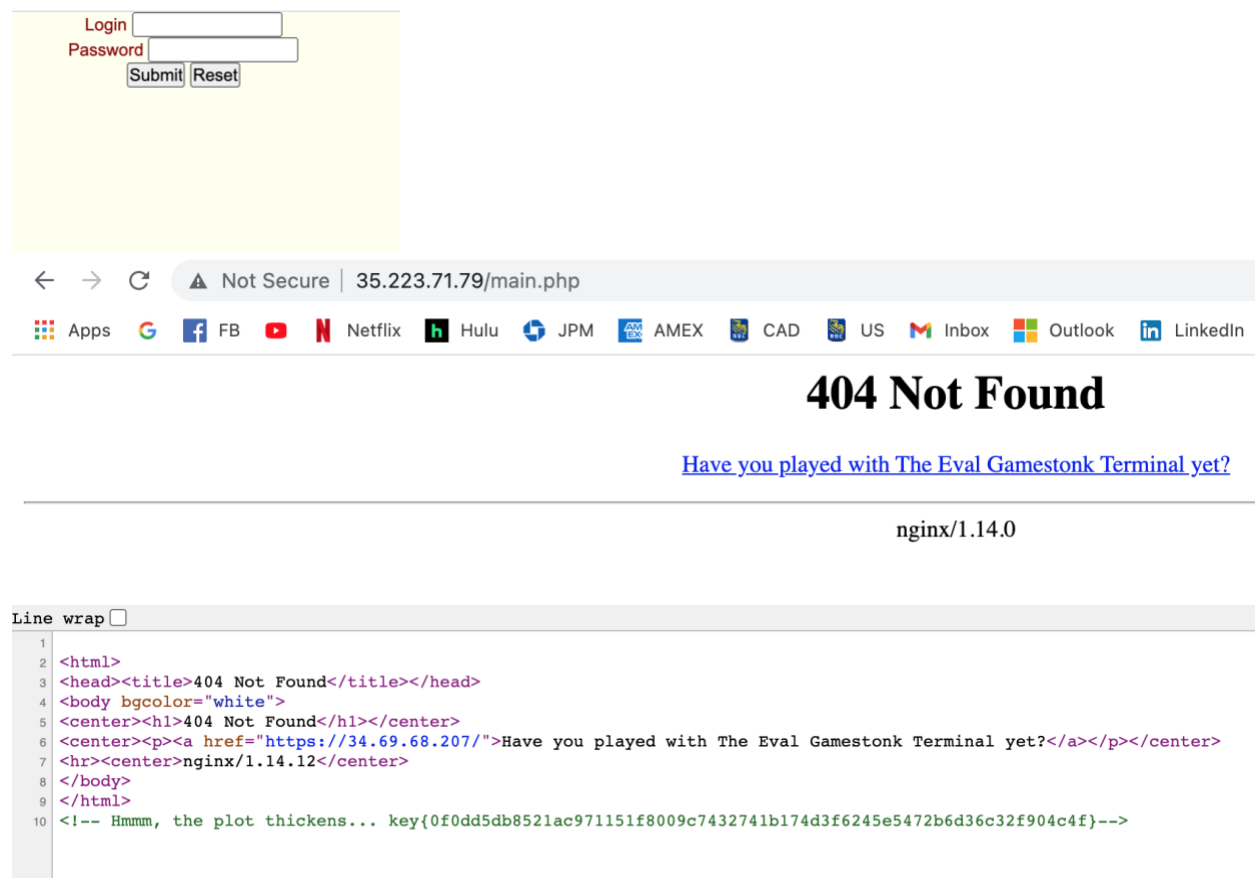 Login
Password
Submit Reset
Not Secure | 35.223.71.79/main.php
Apps G f FB N Netflix h Hulu JPM AM EX AMEX RBC CAD RBC US M Inbox Outlook in LinkedIn
404 Not Found
Have you played with The Eval Gamestonk Terminal yet?
nginx/1.14.0
Line wrap
1
2 <html>
3 <head><title>404 Not Found</title></head>
4 <body bgcolor="white">
5 <center><h1>404 Not Found</h1></center>
6 <center><p><a href="https://34.69.68.207/">Have you played with The Eval Gamestonk Terminal yet?</a></p></center>
7 <hr><center>nginx/1.14.12</center>
8 </body>
9 </html>
10 <!-- Hmmm, the plot thickens... key{0f0dd5db8521ac971151f8009c7432741b174d3f6245e5472b6d36c32f904c4f}-->